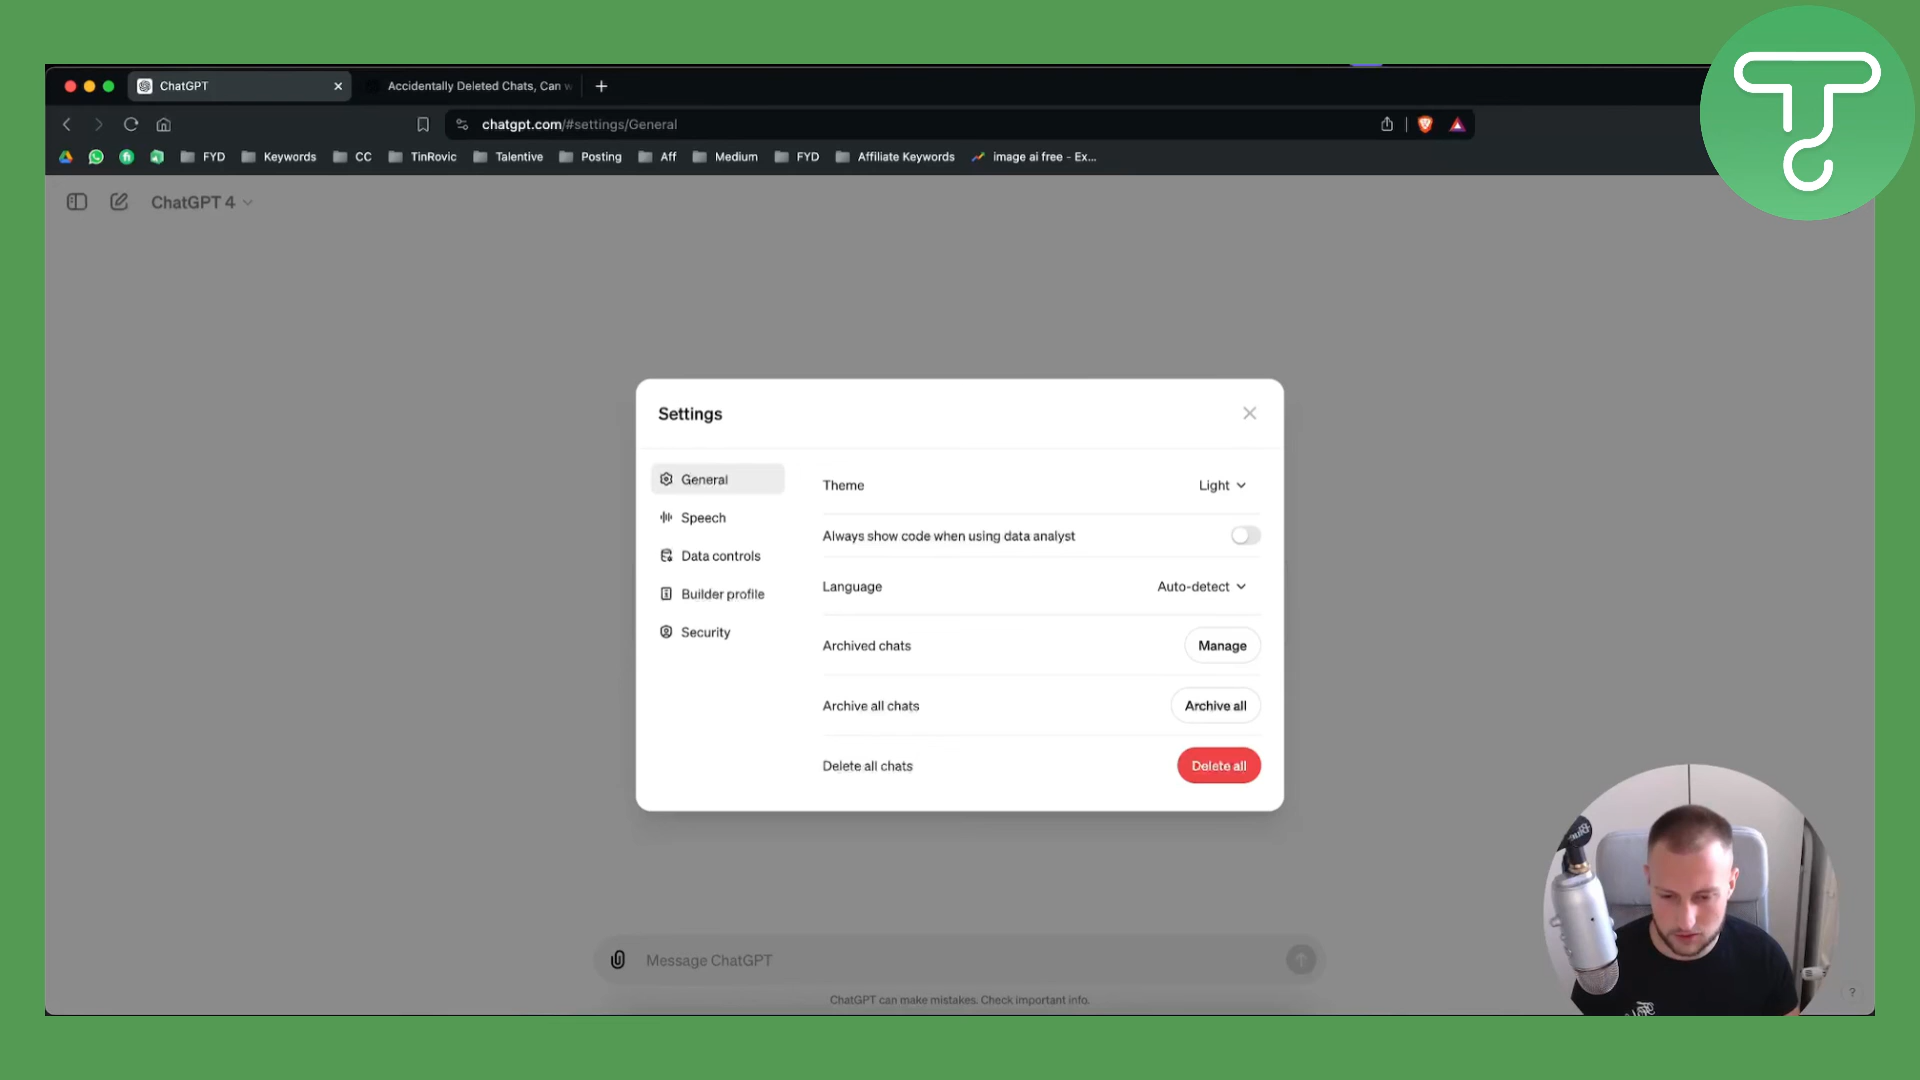 ChatGPT
Accidentally Deleted Chats, Can
chatgpt.com/#settings/General
FYD Keywords CC TinRovic Talentive Posting Aff Medium FYD Affiliate Keywords image ai free - Ex...
ChatGPT 4
Settings
General
Theme Light
Speech
Always show code when using data analyst
Data controls
Language Auto-detect
Builder profile
Security
Archived chats Manage
Archive all chats Archive all
Delete all chats Delete all
Message ChatGPT
ChatGPT can make mistakes. Check important info.
?